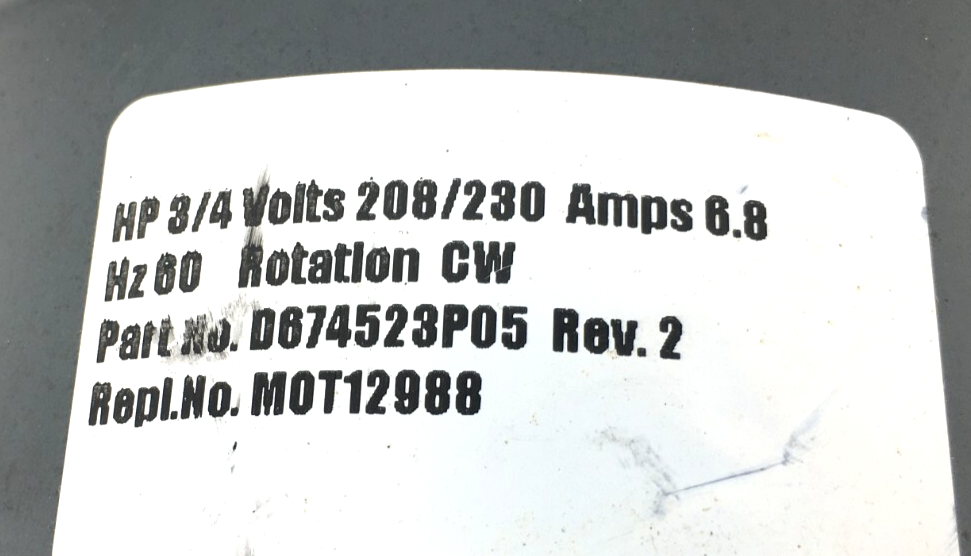 HP 3/4 Volts 208/230 Amps 6.8
Hz 60 Rotation CW
Part No. D674523P05 Rev. 2
Repl.No. MOT12988